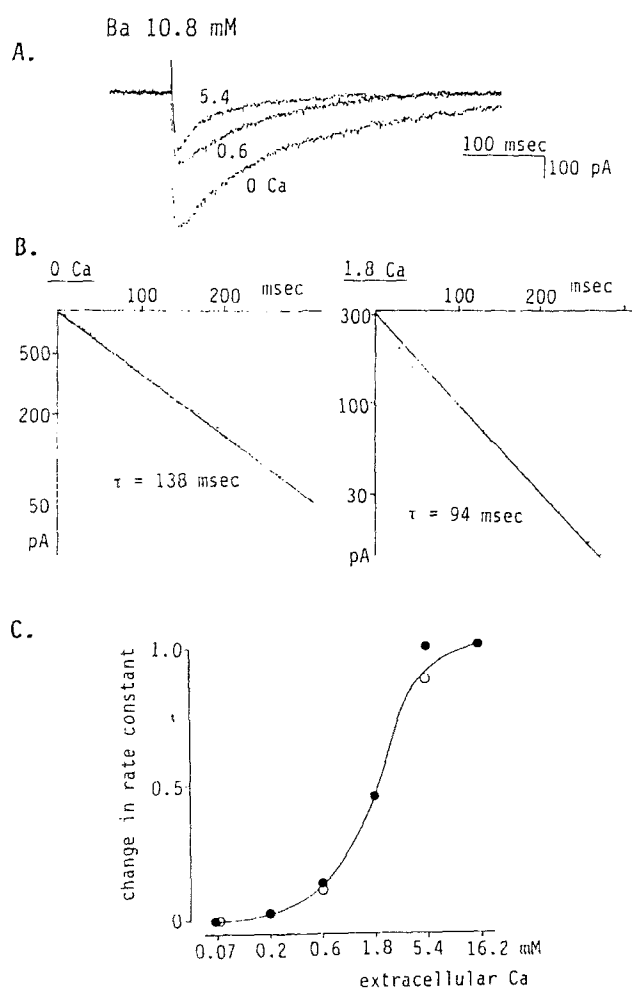 Ba 10.8 mM
A.
5.4
0.6
0 Ca
100 msec
100 pA
B.
0 Ca
100 200 msec
500
200
50
pA
τ = 138 msec
1.8 Ca
100 200 msec
300
100
30
pA
τ = 94 msec
C.
change in rate constant
1.0
0.5
0
0.07 0.2 0.6 1.8 5.4 16.2 mM
extracellular Ca